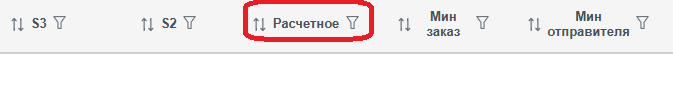 S3
S2
Расчетное
Мин
заказ
Мин
отправителя